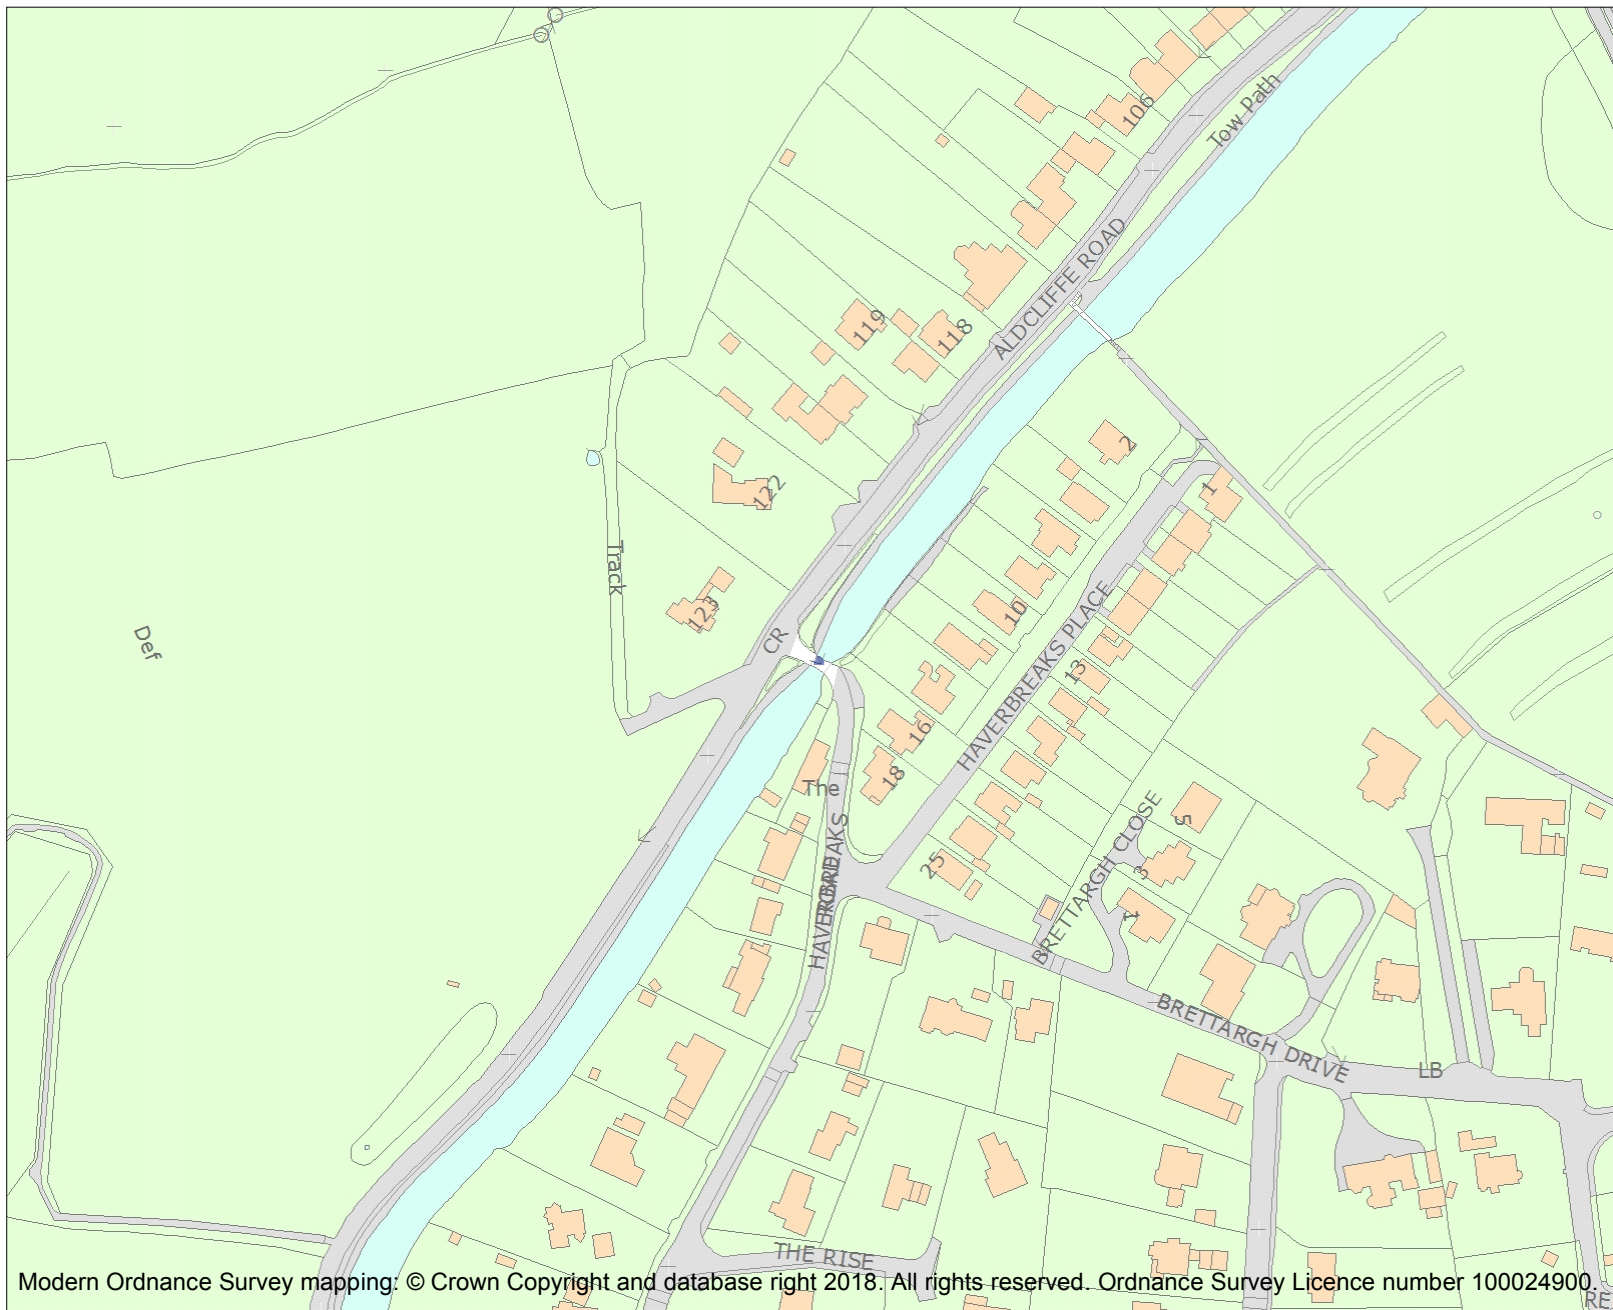 106
Tow Path
ALDCLIFFE ROAD
119
118
2
1
122
Track
123
CR
10
HAVERBREAKS PLACE
13
Def
16
18
The
25
BRETTARGH CLOSE
5
3
1
BRETTARGH DRIVE
LB
THE RISE
Modern Ordnance Survey mapping: © Crown Copyright and database right 2018. All rights reserved. Ordnance Survey Licence number 100024900.
RE